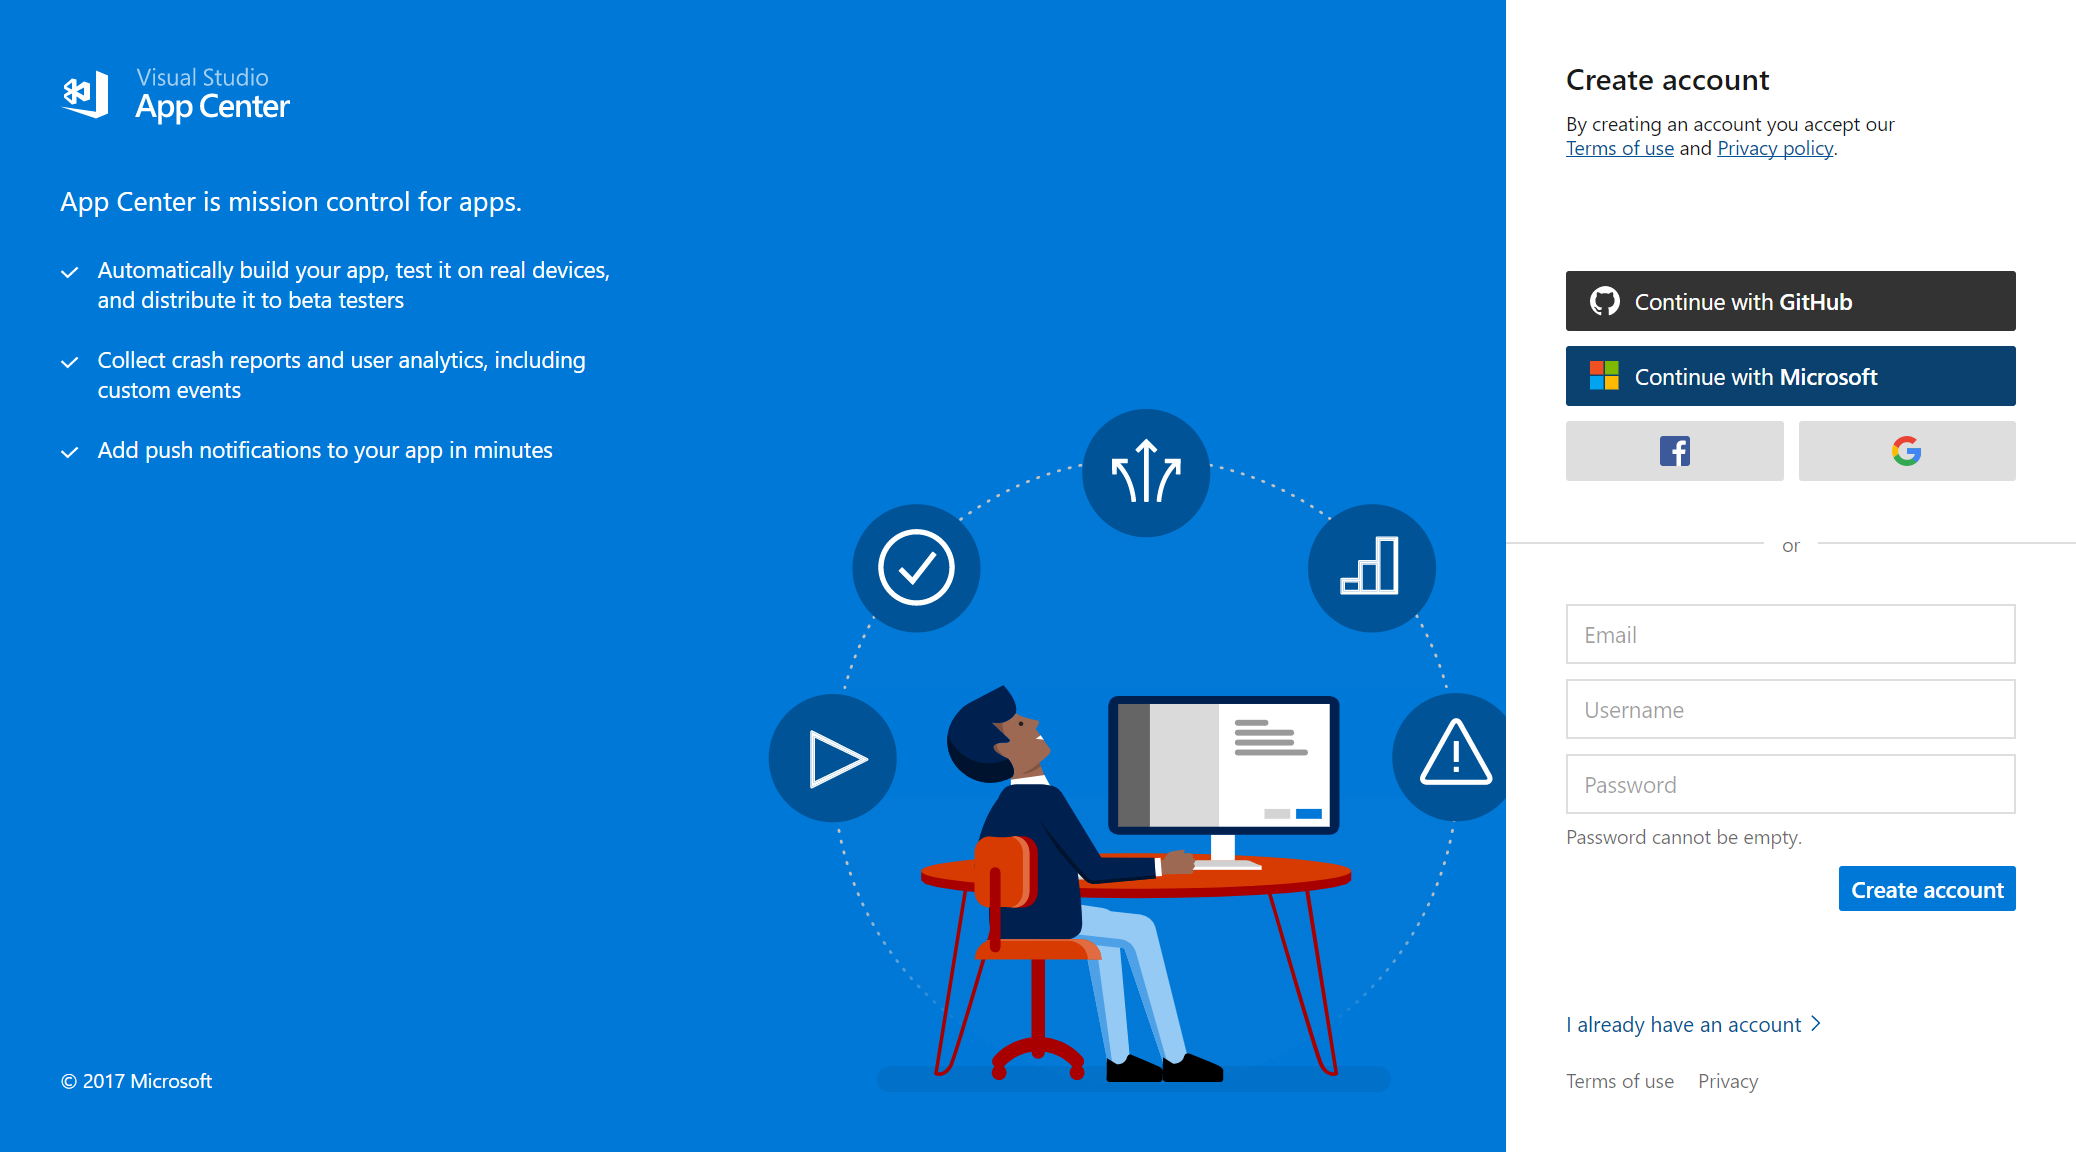 Visual Studio
App Center
App Center is mission control for apps.
Automatically build your app, test it on real devices,
and distribute it to beta testers
Collect crash reports and user analytics, including
custom events
Add push notifications to your app in minutes
© 2017 Microsoft
Create account
By creating an account you accept our
Terms of use and Privacy policy.
Continue with GitHub
Continue with Microsoft
or
Email
Username
Password
Password cannot be empty.
Create account
I already have an account
Terms of use Privacy